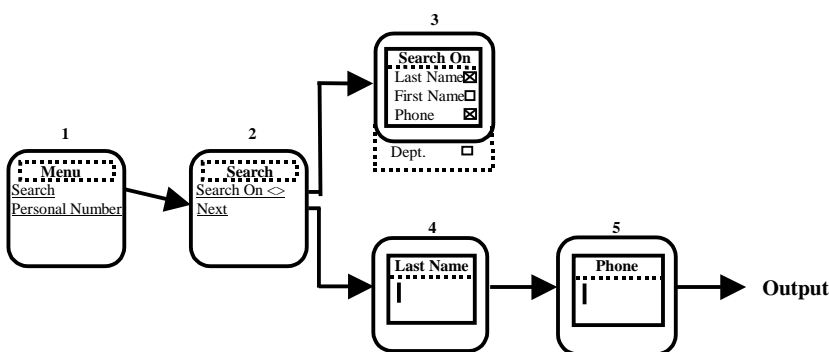 1
Menu
Search
Personal Number
2
Search
Search On <>
Next
3
Search On
Last Name
First Name
Phone
Dept.
4
Last Name
5
Phone
Output